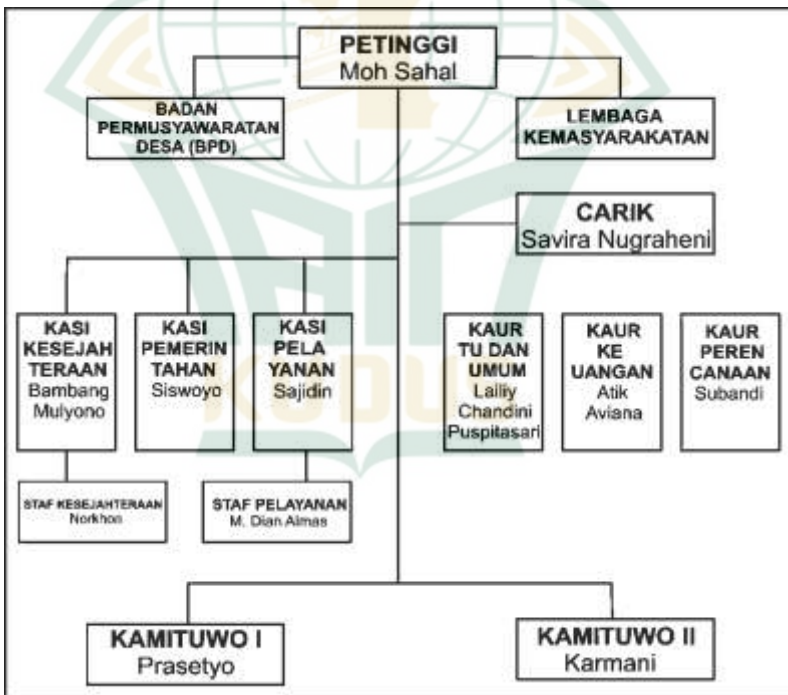 PETINGGI
Moh Sahal
BADAN
PERMUSYAWARATAN
DESA (BPD)
LEMBAGA
KEMASYARAKATAN
CARIK
Savira Nugraheni
KASI
KESEJAH
TERAAN
Bambang
Mulyono
KASI
PEMERIN
TAHAN
Siswoyo
KASI
PELA
YANAN
Sajidin
KAUR
TU DAN
UMUM
Lailiy
Chandini
Puspitasari
KAUR
KE
UANGAN
Atik
Aviana
KAUR
PEREN
CANAAN
Subandi
STAF KESEJAHTERAAN
Norkhon
STAF PELAYANAN
M. Dian Almas
KAMITUWO I
Prasetyo
KAMITUWO II
Karmani
KUDUS